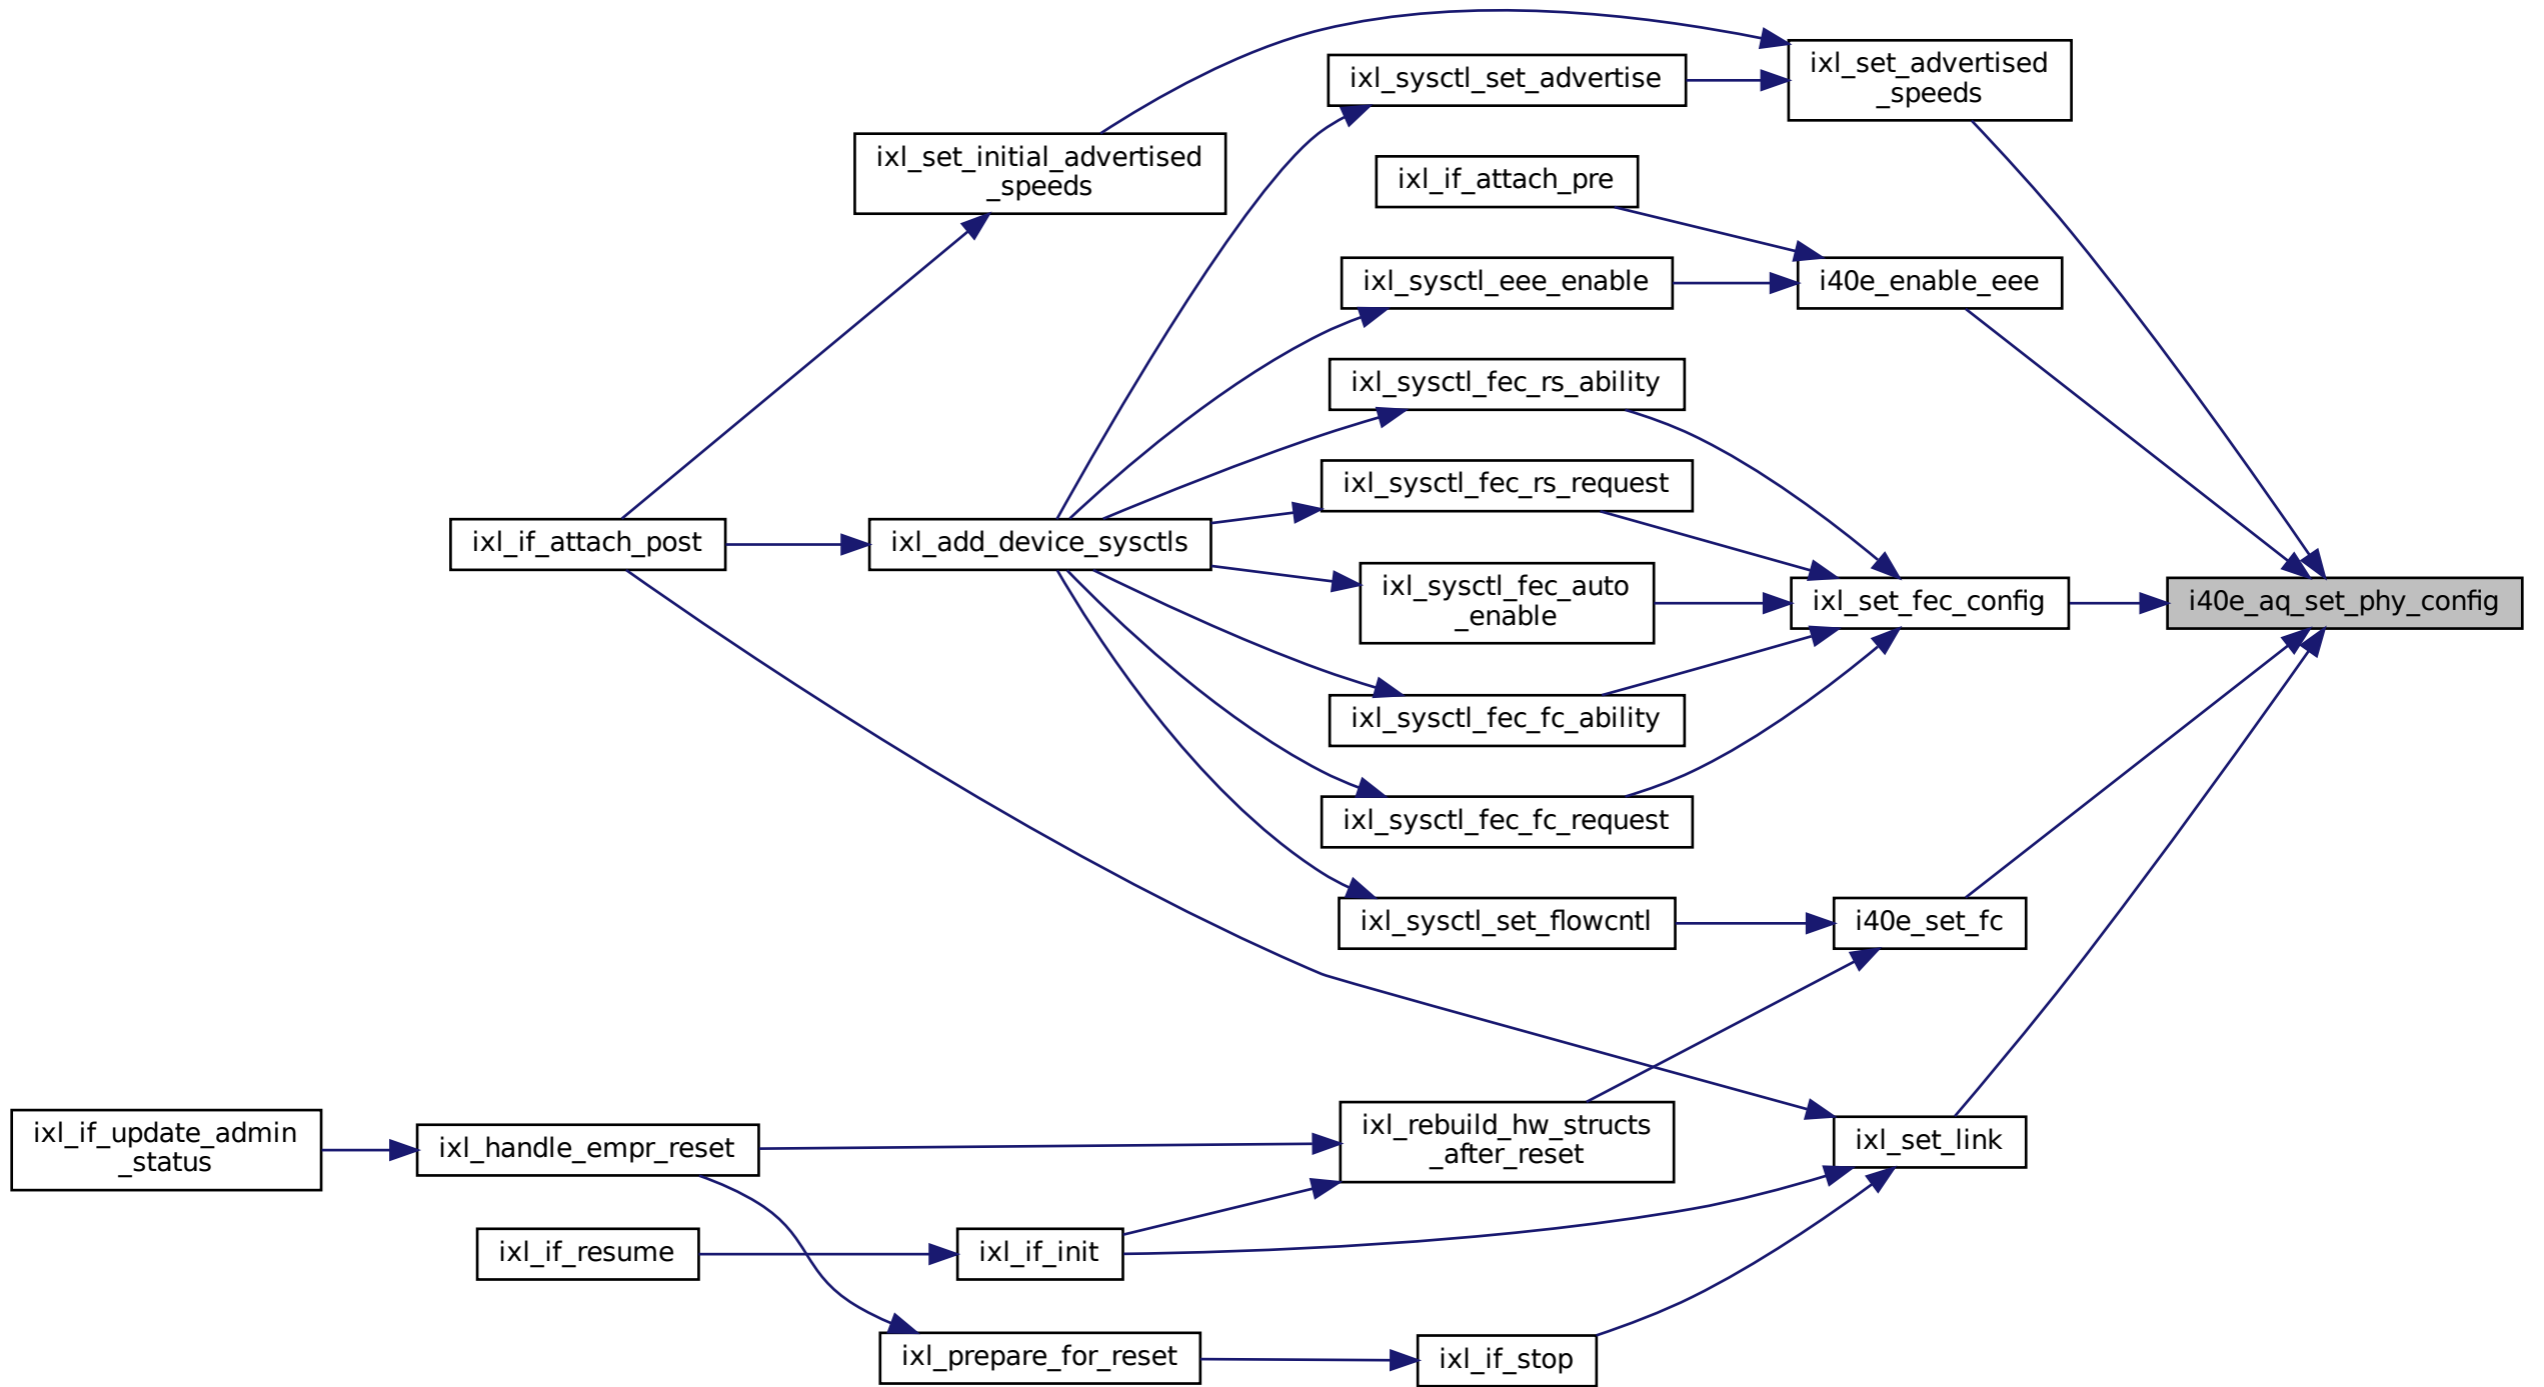 ixl_set_advertised
_speeds
ixl_sysctl_set_advertise
ixl_set_initial_advertised
_speeds
ixl_if_attach_pre
ixl_sysctl_eee_enable
i40e_enable_eee
ixl_sysctl_fec_rs_ability
ixl_sysctl_fec_rs_request
ixl_if_attach_post
ixl_add_device_sysctls
ixl_sysctl_fec_auto
_enable
ixl_set_fec_config
i40e_aq_set_phy_config
ixl_sysctl_fec_fc_ability
ixl_sysctl_fec_fc_request
ixl_sysctl_set_flowcntl
i40e_set_fc
ixl_if_update_admin
_status
ixl_handle_empr_reset
ixl_rebuild_hw_structs
_after_reset
ixl_set_link
ixl_if_resume
ixl_if_init
ixl_prepare_for_reset
ixl_if_stop